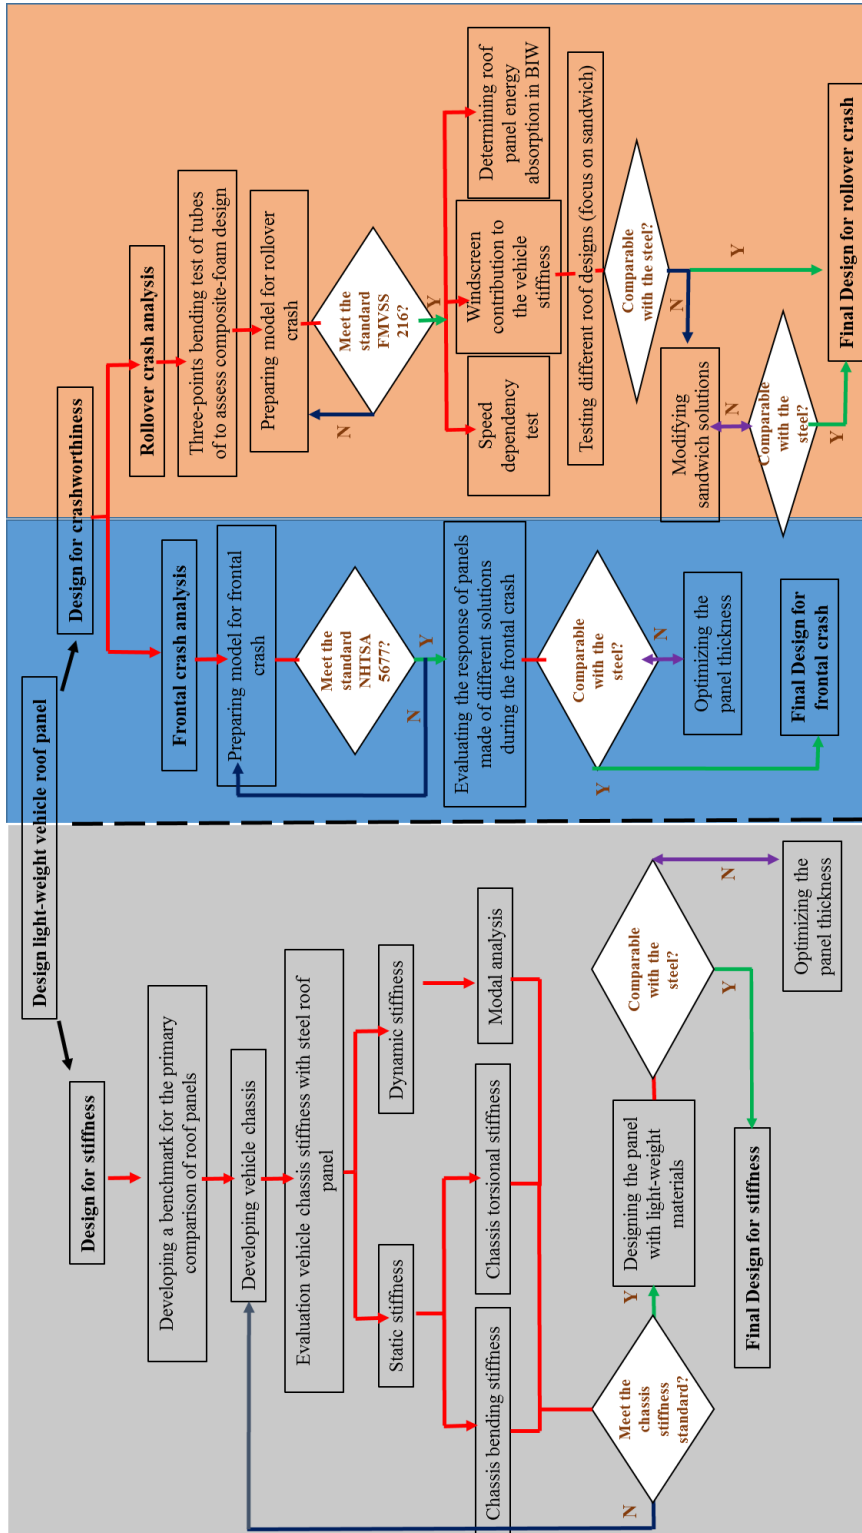 Design light-weight vehicle roof panel
Design for stiffness
Developing a benchmark for the primary
comparison of roof panels
Developing vehicle chassis
Evaluation vehicle chassis stiffness with steel roof
panel
Static stiffness
Dynamic stiffness
Chassis bending stiffness
Chassis torsional stiffness
Modal analysis
Meet the
chassis
stiffness
standard?
N
Y
Designing the panel
with light-weight
materials
Comparable
with the
steel?
N
Y
Optimizing the
panel thickness
Final Design for stiffness
Design for crashworthiness
Frontal crash analysis
Preparing model for frontal
crash
Meet the
standard
NHTSA
5677?
N
Y
Evaluating the response of panels
made of different solutions
during the frontal crash
Comparable
with the
steel?
Y
N
Optimizing the
panel thickness
Final Design for
frontal crash
Rollover crash analysis
Three-points bending test of tubes
of to assess composite-foam design
Preparing model for rollover
crash
Meet the
standard
FMVSS
216?
N
Y
Speed
dependency
test
Windscreen
contribution to
the vehicle
stiffness
Determining roof
panel energy
absorption in BIW
Testing different roof designs (focus on sandwich)
Comparable
with the
steel?
N
Y
Modifying
sandwich solutions
N
Comparable
with the
steel?
Y
Final Design for rollover crash